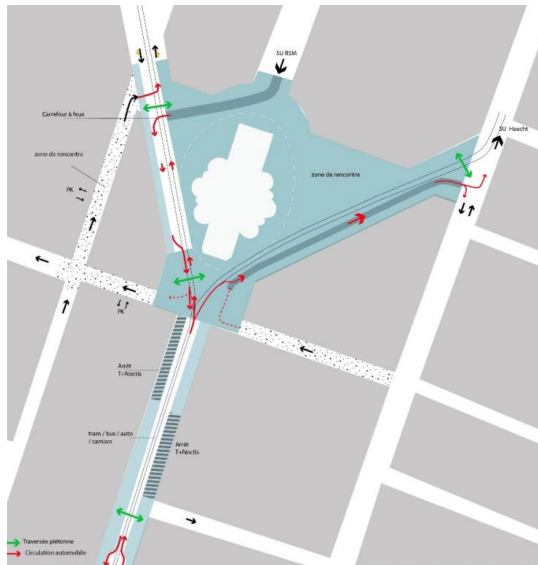 SU RSM
Carrefour à feux
SU Haecht
zone de rencontre
zone de rencontre
PK
PK
Arrêt
T+Noctis
tram / bus / auto
/ camion
Arrêt
T+Noctis
Traversée piétonne
Circulation automobile